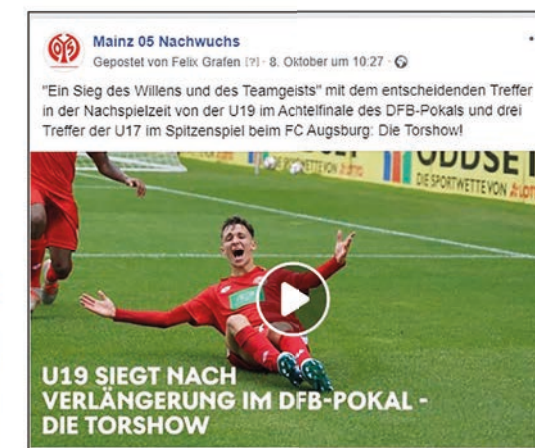 Mainz 05 Nachwuchs
Gepostet von Felix Grafen [?] · 8. Oktober um 10:27 ·
"Ein Sieg des Willens und des Teamgeists" mit dem entscheidenden Treffer
in der Nachspielzeit von der U19 im Achtelfinale des DFB-Pokals und drei
Treffer der U17 im Spitzenspiel beim FC Augsburg: Die Torshow!
ODDSET
DIE SPORTWETTE VON LOTTO
U19 SIEGT NACH
VERLÄNGERUNG IM DFB-POKAL -
DIE TORSHOW